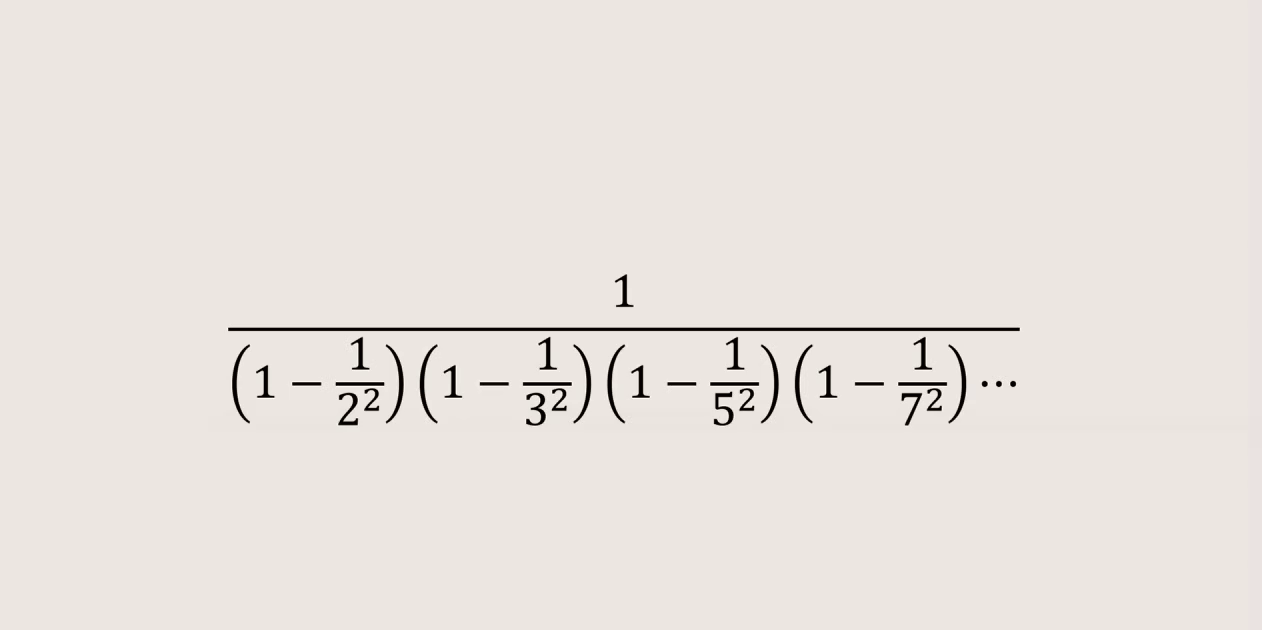 1
(1 − 1/2²)(1 − 1/3²)(1 − 1/5²)(1 − 1/7²)⋯